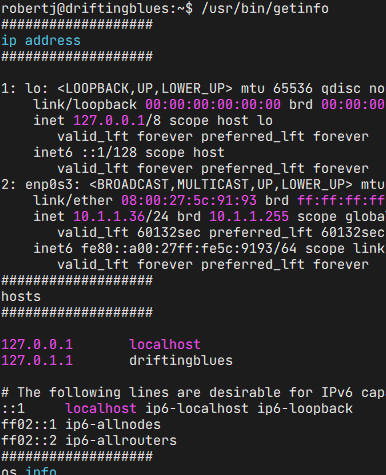 robertj@driftingblues:~$ /usr/bin/getinfo
###################
ip address
###################
1: lo: <LOOPBACK,UP,LOWER_UP> mtu 65536 qdisc no
link/loopback 00:00:00:00:00:00 brd 00:00:00
inet 127.0.0.1/8 scope host lo
valid_lft forever preferred_lft forever
inet6 ::1/128 scope host
valid_lft forever preferred_lft forever
2: enp0s3: <BROADCAST,MULTICAST,UP,LOWER_UP> mtu
link/ether 08:00:27:5c:91:93 brd ff:ff:ff:ff
inet 10.1.1.36/24 brd 10.1.1.255 scope globa
valid_lft 60132sec preferred_lft 60132sec
inet6 fe80::a00:27ff:fe5c:9193/64 scope link
valid_lft forever preferred_lft forever
###################
hosts
###################
127.0.0.1 localhost
127.0.1.1 driftingblues
# The following lines are desirable for IPv6 cap
::1 localhost ip6-localhost ip6-loopback
ff02::1 ip6-allnodes
ff02::2 ip6-allrouters
###################
os info